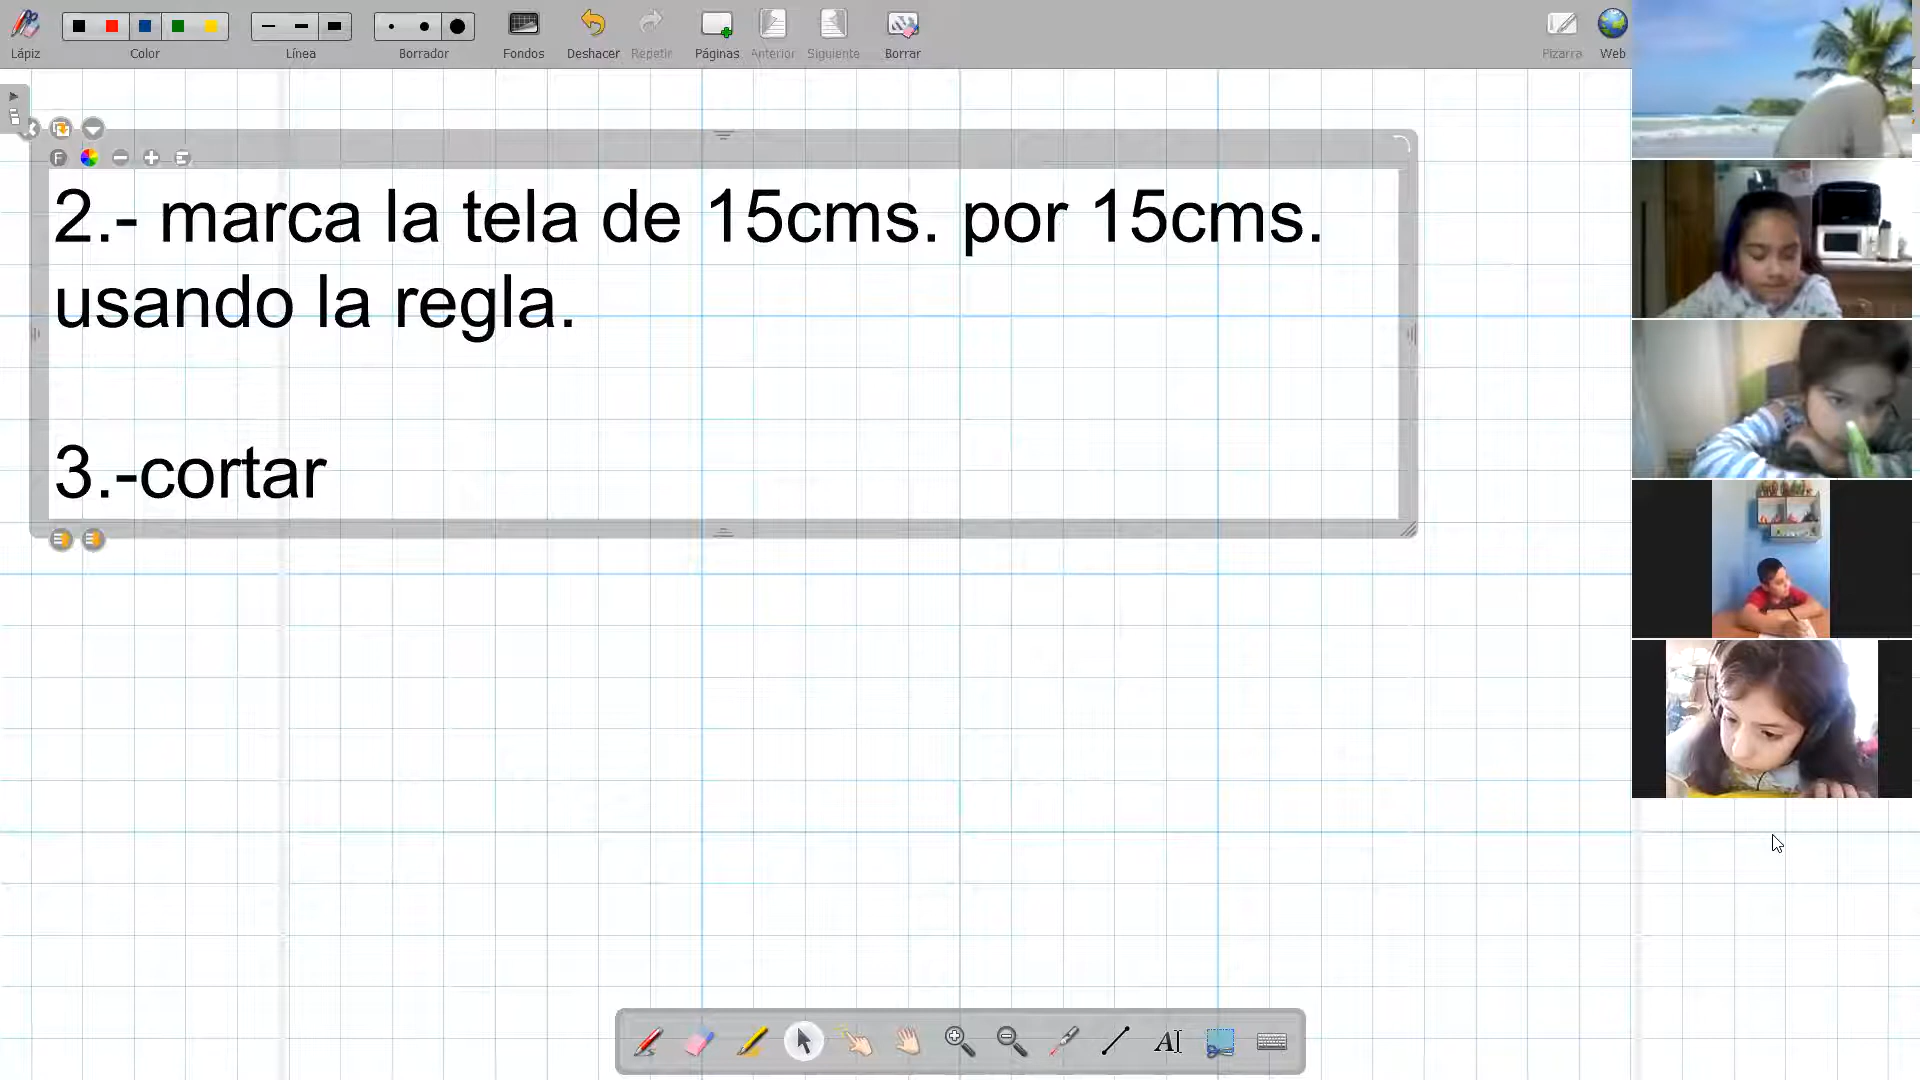 Lápiz Color Línea Borrador Fondos Deshacer Repetir Páginas Anterior Siguiente Borrar Pizarra Web
F
2.- marca la tela de 15cms. por 15cms.
usando la regla.
3.-cortar
A